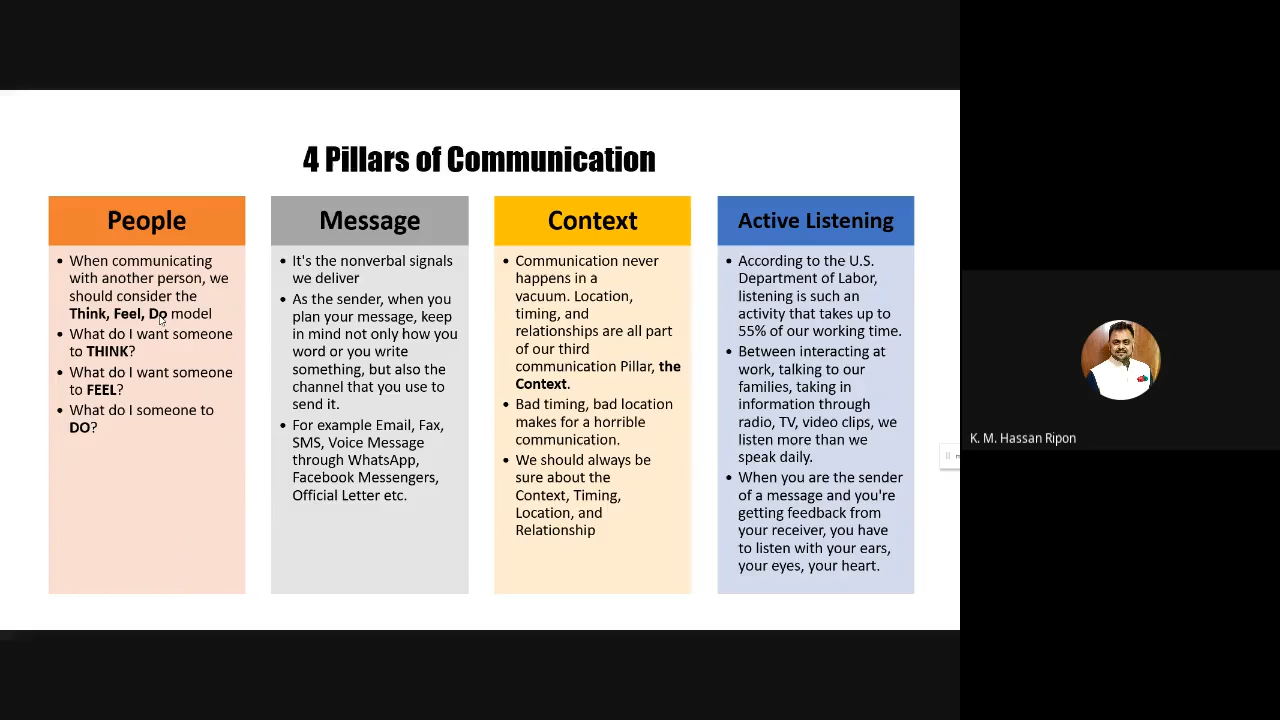 4 Pillars of Communication
People
When communicating
with another person, we
should consider the
Think, Feel, Do model
What do I want someone
to THINK?
What do I want someone
to FEEL?
What do I someone to
DO?
Message
It's the nonverbal signals
we deliver
As the sender, when you
plan your message, keep
in mind not only how you
word or you write
something, but also the
channel that you use to
send it.
For example Email, Fax,
SMS, Voice Message
through WhatsApp,
Facebook Messengers,
Official Letter etc.
Context
Communication never
happens in a
vacuum. Location,
timing, and
relationships are all part
of our third
communication Pillar, the
Context.
Bad timing, bad location
makes for a horrible
communication.
We should always be
sure about the
Context, Timing,
Location, and
Relationship
Active Listening
According to the U.S.
Department of Labor,
listening is such an
activity that takes up to
55% of our working time.
Between interacting at
work, talking to our
families, taking in
information through
radio, TV, video clips, we
listen more than we
speak daily.
When you are the sender
of a message and you're
getting feedback from
your receiver, you have
to listen with your ears,
your eyes, your heart.
K. M. Hassan Ripon